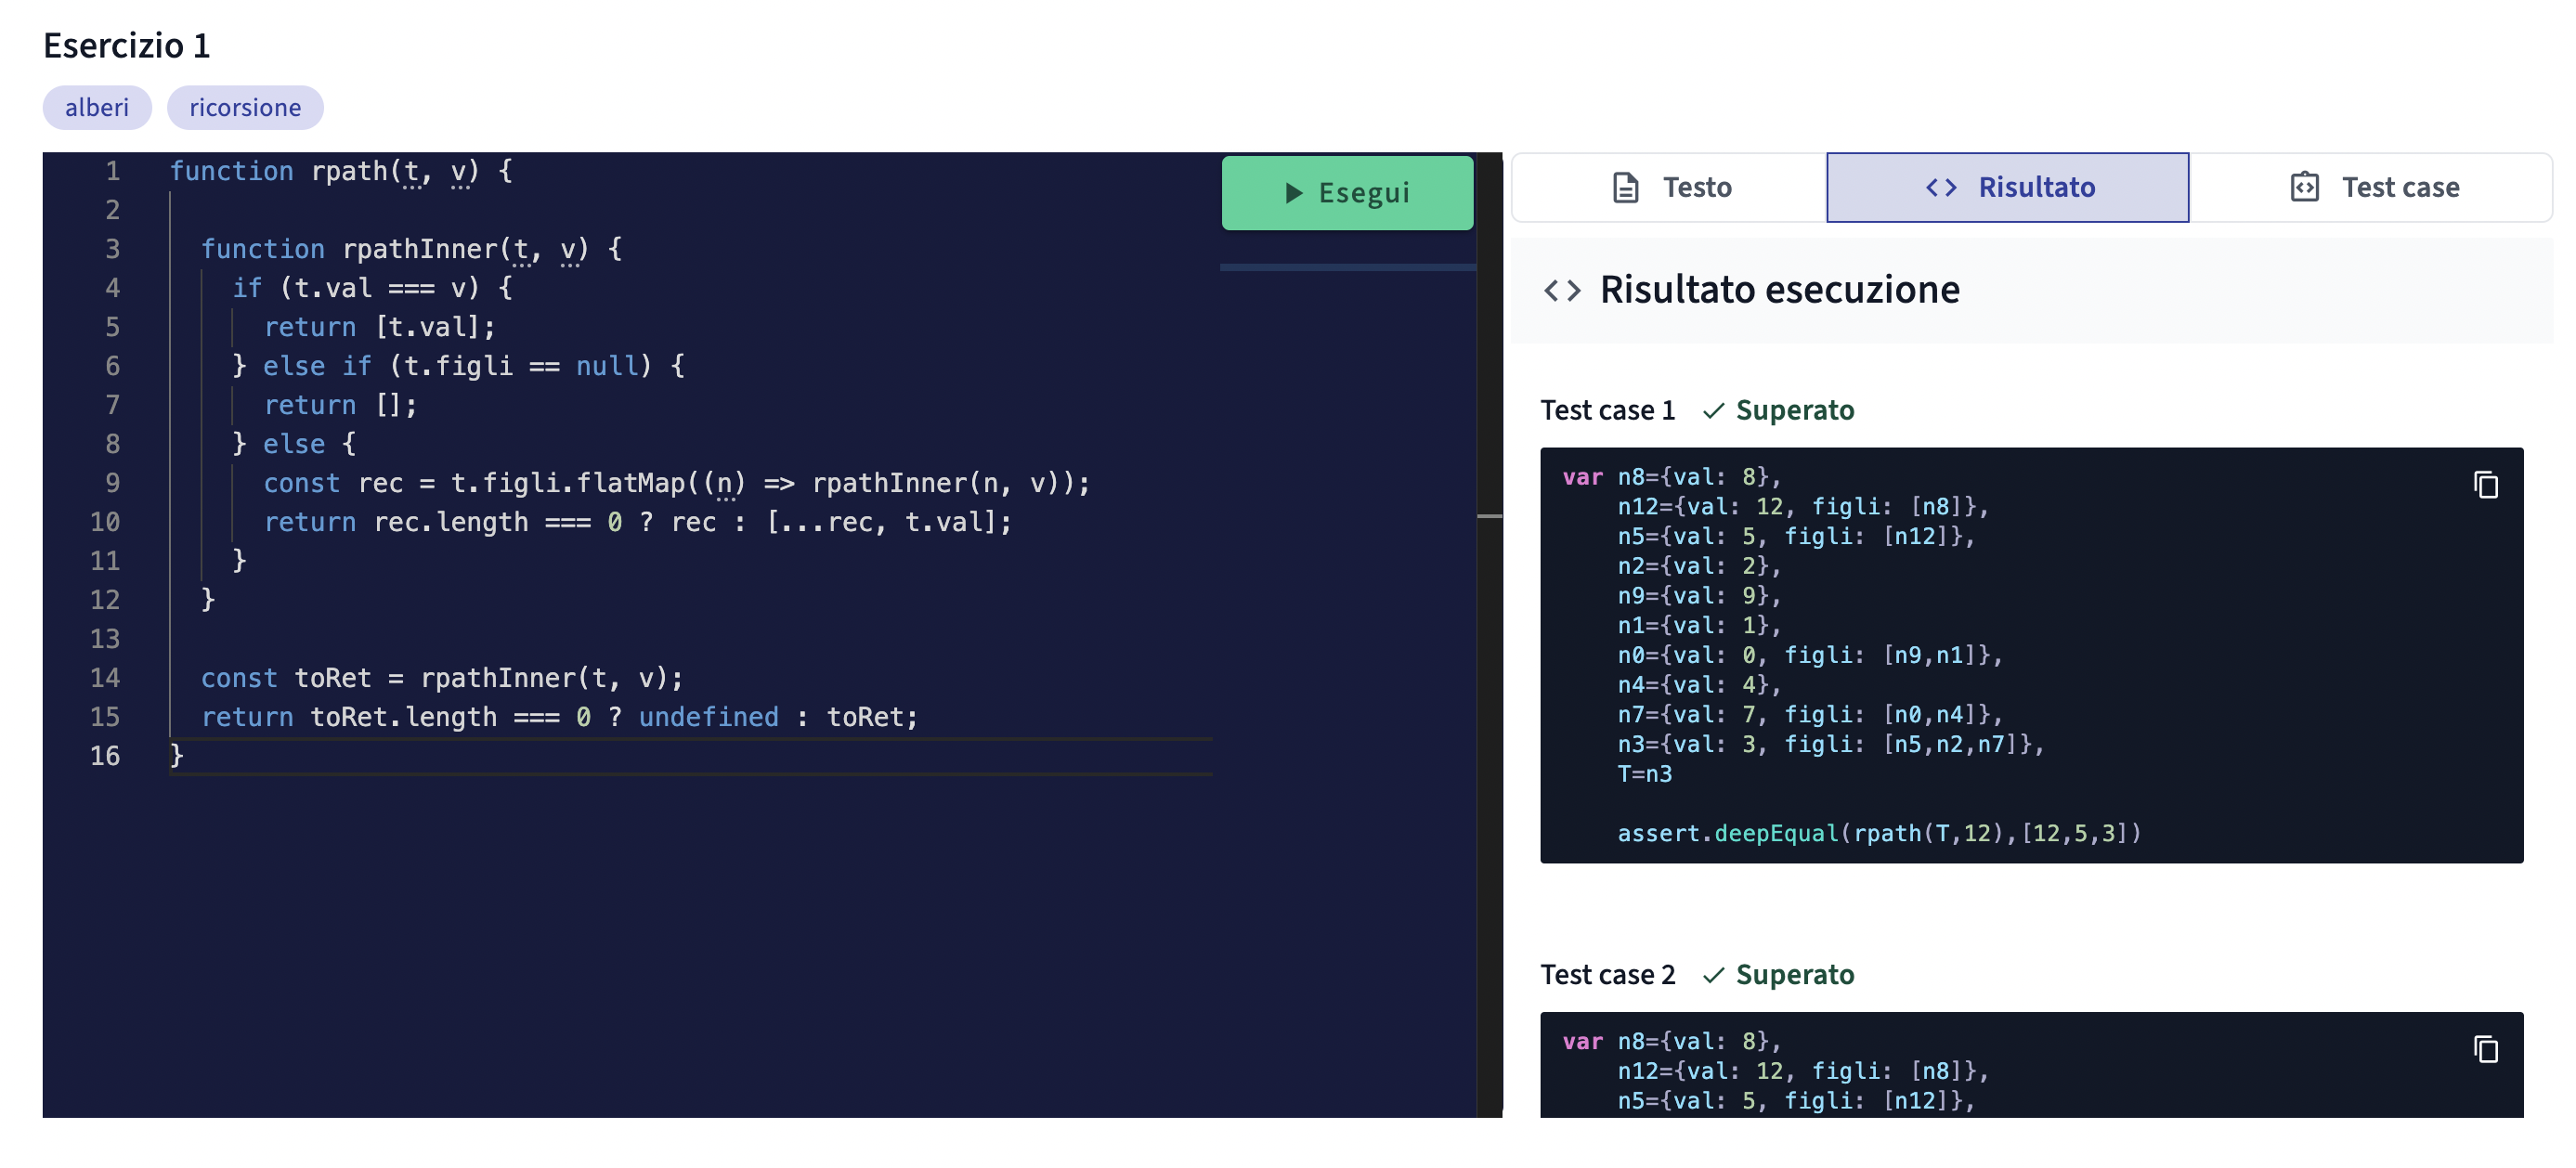 Esercizio 1
alberi ricorsione
1 function rpath(t, v) {
2
3   function rpathInner(t, v) {
4     if (t.val === v) {
5       return [t.val];
6     } else if (t.figli == null) {
7       return [];
8     } else {
9       const rec = t.figli.flatMap((n) => rpathInner(n, v));
10       return rec.length === 0 ? rec : [...rec, t.val];
11     }
12   }
13
14   const toRet = rpathInner(t, v);
15   return toRet.length === 0 ? undefined : toRet;
16 }
Esegui
Testo Risultato Test case
Risultato esecuzione
Test case 1 Superato
var n8={val: 8},
    n12={val: 12, figli: [n8]},
    n5={val: 5, figli: [n12]},
    n2={val: 2},
    n9={val: 9},
    n1={val: 1},
    n0={val: 0, figli: [n9,n1]},
    n4={val: 4},
    n7={val: 7, figli: [n0,n4]},
    n3={val: 3, figli: [n5,n2,n7]},
    T=n3
    assert.deepEqual(rpath(T,12),[12,5,3])
Test case 2 Superato
var n8={val: 8},
    n12={val: 12, figli: [n8]},
    n5={val: 5, figli: [n12]},